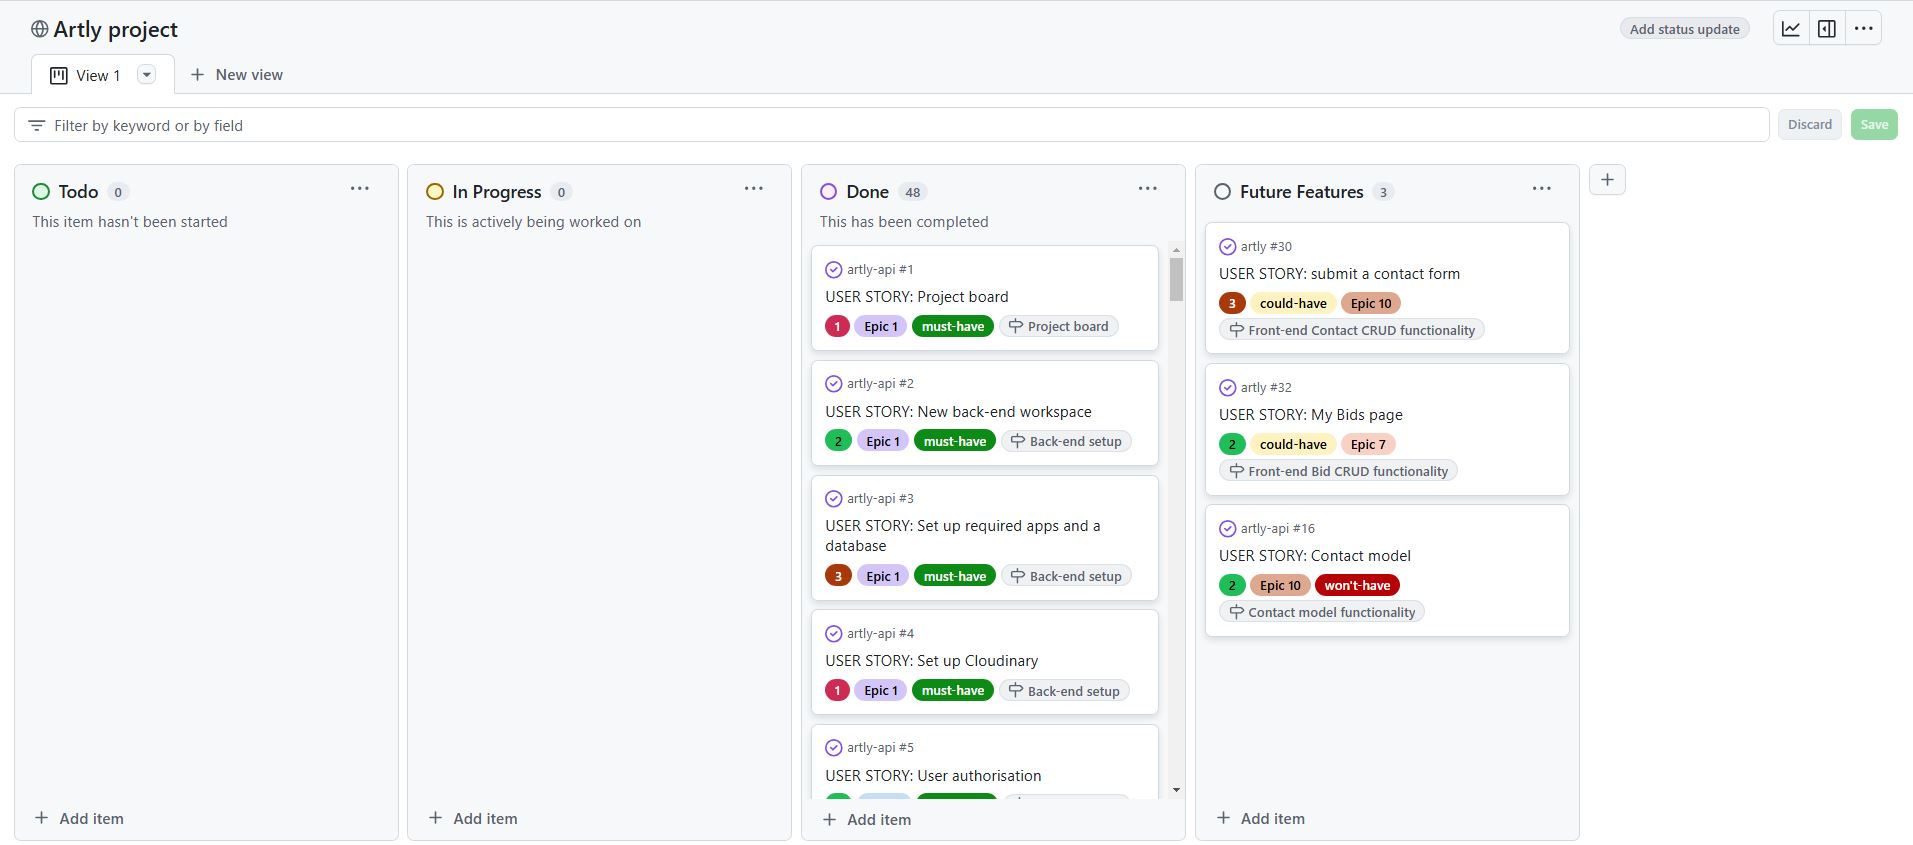 Artly project
Add status update
View 1
New view
Filter by keyword or by field
Discard
Save
Todo 0
This item hasn't been started
Add item
In Progress 0
This is actively being worked on
Add item
Done 48
This has been completed
artly-api #1
USER STORY: Project board
1 Epic 1 must-have Project board
artly-api #2
USER STORY: New back-end workspace
2 Epic 1 must-have Back-end setup
artly-api #3
USER STORY: Set up required apps and a
database
3 Epic 1 must-have Back-end setup
artly-api #4
USER STORY: Set up Cloudinary
1 Epic 1 must-have Back-end setup
artly-api #5
USER STORY: User authorisation
Add item
Future Features 3
artly #30
USER STORY: submit a contact form
3 could-have Epic 10
Front-end Contact CRUD functionality
artly #32
USER STORY: My Bids page
2 could-have Epic 7
Front-end Bid CRUD functionality
artly-api #16
USER STORY: Contact model
2 Epic 10 won't-have
Contact model functionality
Add item